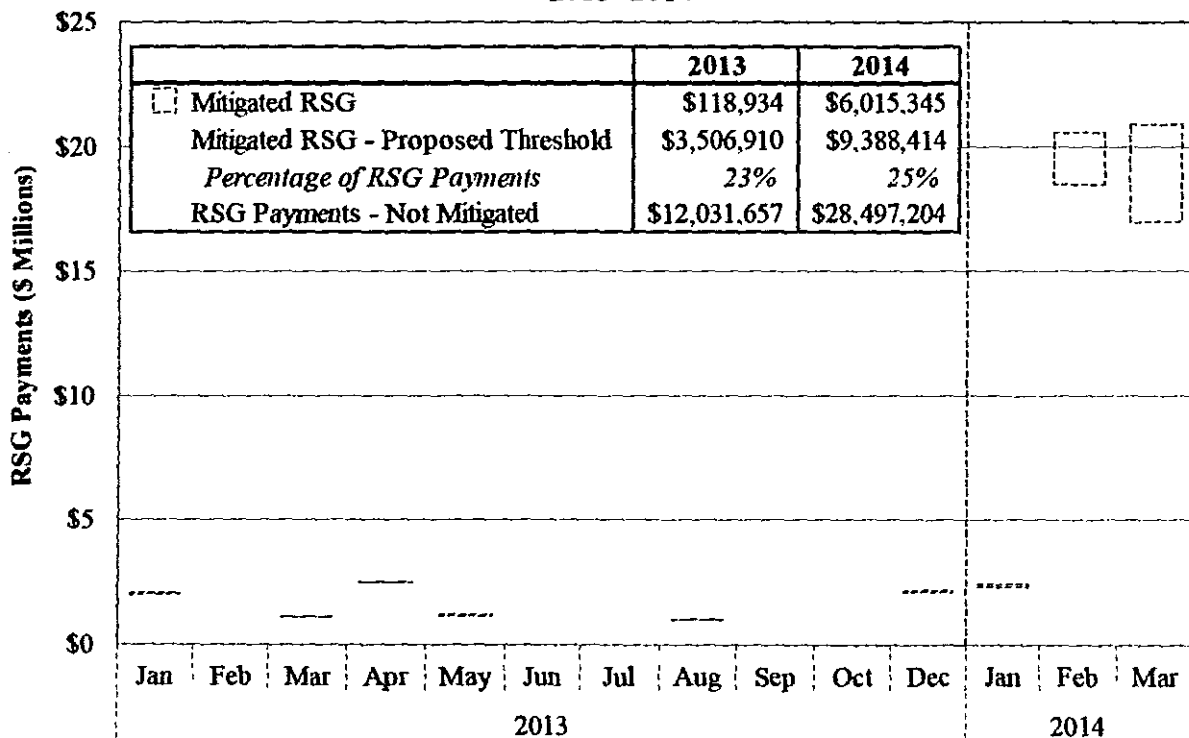 $25
2013 2014
Mitigated RSG $118,934 $6,015,345
Mitigated RSG - Proposed Threshold $3,506,910 $9,388,414
Percentage of RSG Payments 23% 25%
RSG Payments - Not Mitigated $12,031,657 $28,497,204
$20
$15
$10
$5
$0
RSG Payments ($ Millions)
Jan Feb Mar Apr May Jun Jul Aug Sep Oct Dec Jan Feb Mar
2013 2014